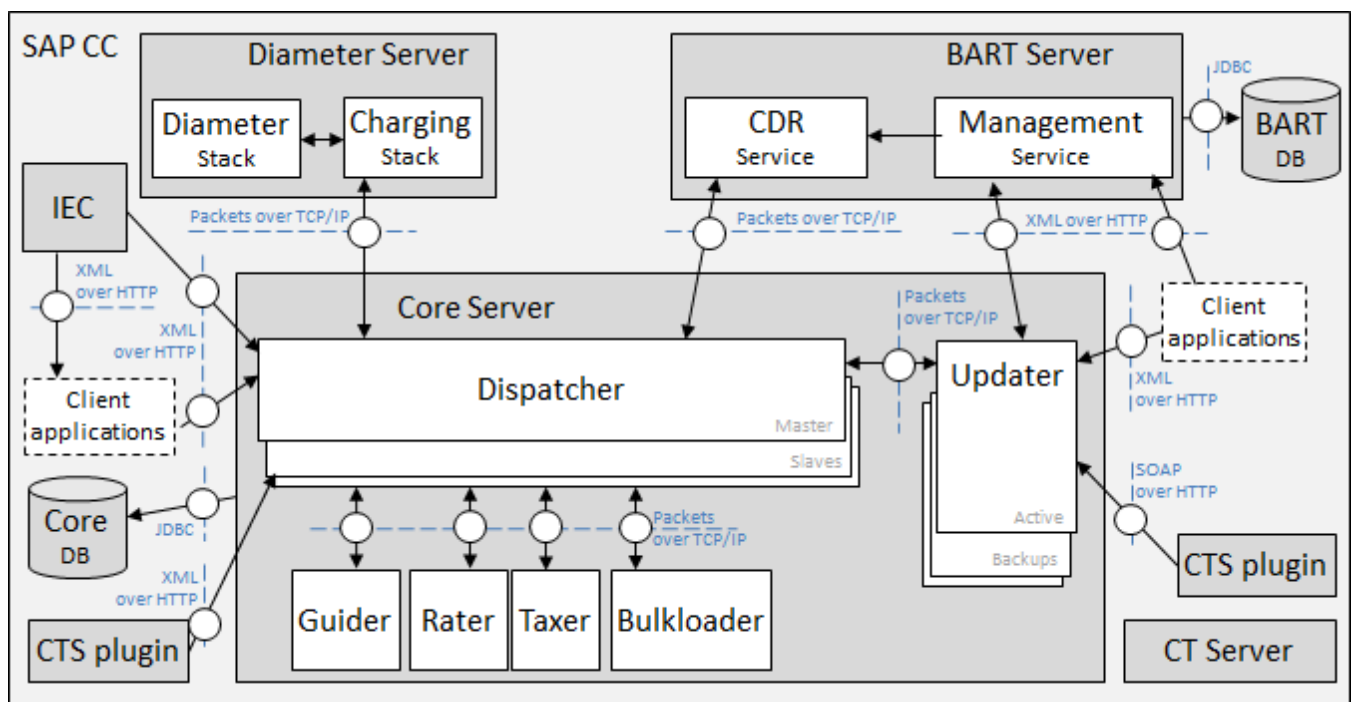 SAP CC
Diameter Server
Diameter
Stack
Charging
Stack
BART Server
CDR
Service
Management
Service
JDBC
BART
DB
IEC
Packets over TCP/IP
Packets over TCP/IP
XML over HTTP
XML
over HTTP
XML
over HTTP
Client
applications
Core Server
Dispatcher
Master
Slaves
Packets
over TCP/IP
Updater
Active
Backups
Client
applications
XML
over HTTP
SOAP
over HTTP
Core
DB
JDBC
XML
over HTTP
CTS plugin
Packets
over TCP/IP
Guider
Rater
Taxer
Bulkloader
CTS plugin
CT Server